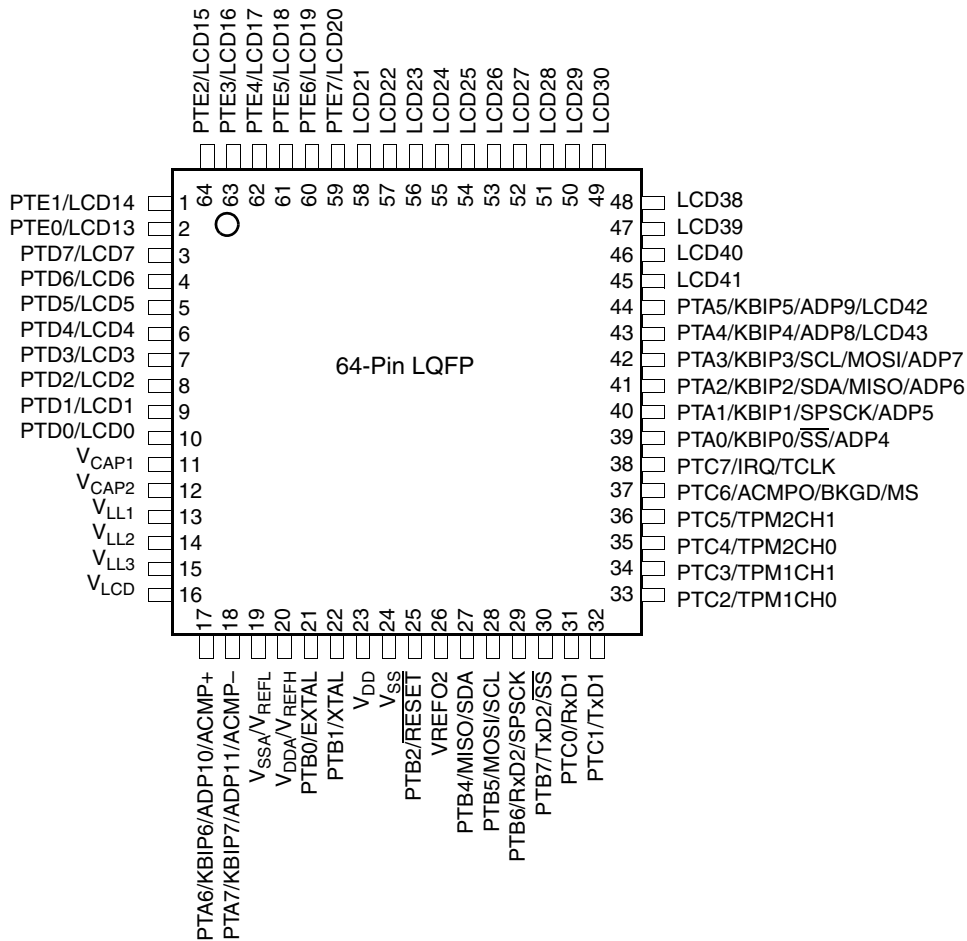 PTE2/LCD15
PTE3/LCD16
PTE4/LCD17
PTE5/LCD18
PTE6/LCD19
PTE7/LCD20
LCD21
LCD22
LCD23
LCD24
LCD25
LCD26
LCD27
LCD28
LCD29
LCD30
64
63
62
61
60
59
58
57
56
55
54
53
52
51
50
49
PTE1/LCD14 1
PTE0/LCD13 2
PTD7/LCD7 3
PTD6/LCD6 4
PTD5/LCD5 5
PTD4/LCD4 6
PTD3/LCD3 7
PTD2/LCD2 8
PTD1/LCD1 9
PTD0/LCD0 10
VCAP1 11
VCAP2 12
VLL1 13
VLL2 14
VLL3 15
VLCD 16
64-Pin LQFP
48 LCD38
47 LCD39
46 LCD40
45 LCD41
44 PTA5/KBIP5/ADP9/LCD42
43 PTA4/KBIP4/ADP8/LCD43
42 PTA3/KBIP3/SCL/MOSI/ADP7
41 PTA2/KBIP2/SDA/MISO/ADP6
40 PTA1/KBIP1/SPSCK/ADP5
39 PTA0/KBIP0/SS/ADP4
38 PTC7/IRQ/TCLK
37 PTC6/ACMPO/BKGD/MS
36 PTC5/TPM2CH1
35 PTC4/TPM2CH0
34 PTC3/TPM1CH1
33 PTC2/TPM1CH0
17
18
19
20
21
22
23
24
25
26
27
28
29
30
31
32
PTA6/KBIP6/ADP10/ACMP+
PTA7/KBIP7/ADP11/ACMP–
VSSA/VREFL
VDDA/VREFH
PTB0/EXTAL
PTB1/XTAL
VDD
VSS
PTB2/RESET
VREFO2
PTB4/MISO/SDA
PTB5/MOSI/SCL
PTB6/RxD2/SPSCK
PTB7/TxD2/SS
PTC0/RxD1
PTC1/TxD1